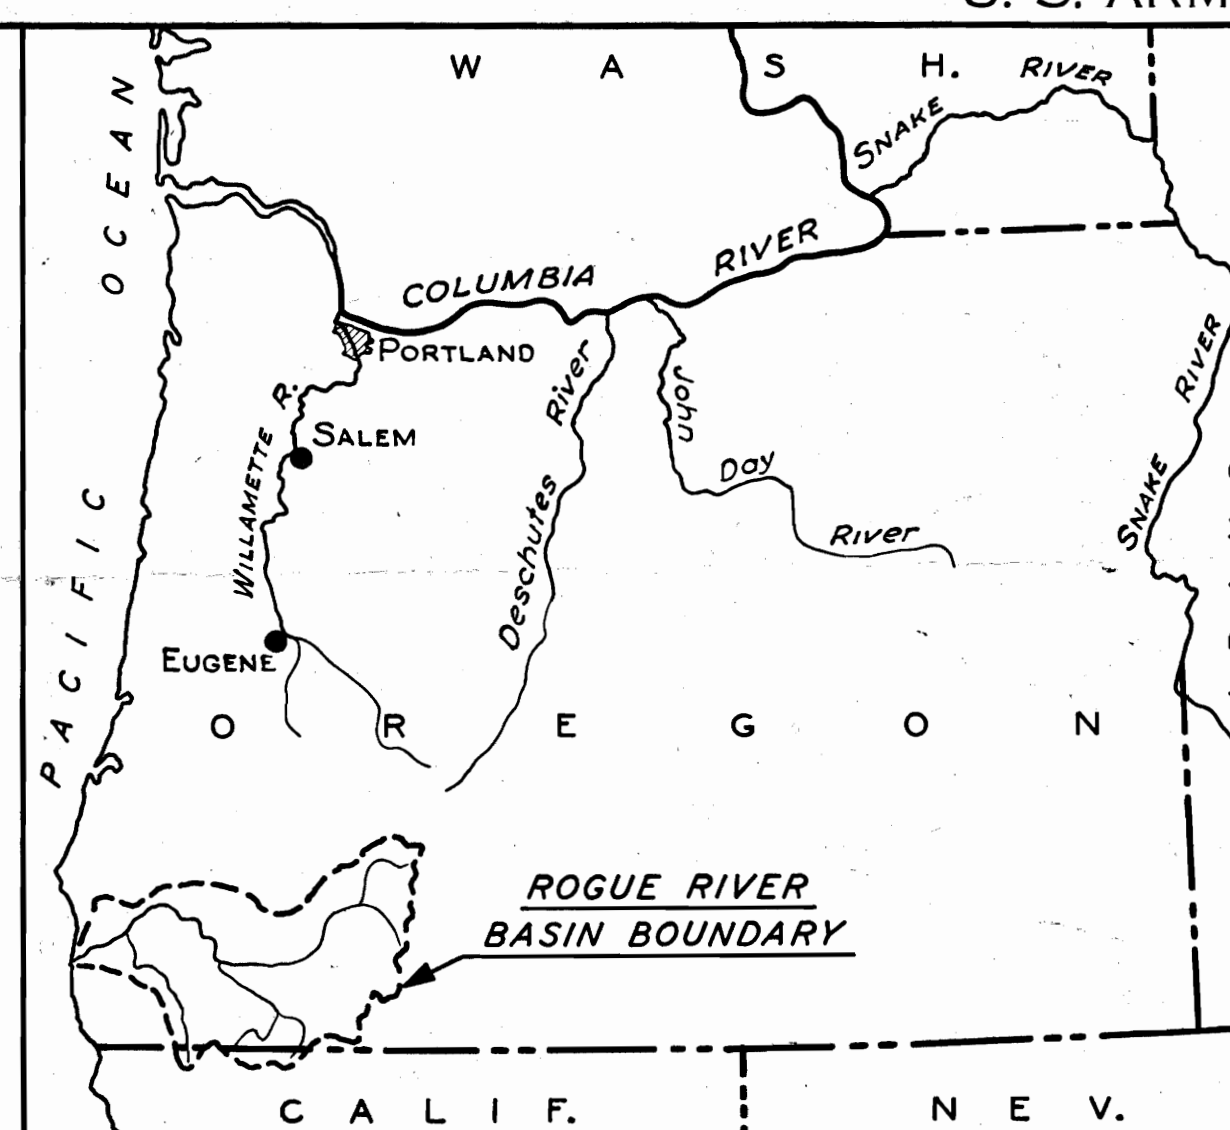 U. S. ARM
W A S H.
SNAKE RIVER
PACIFIC OCEAN
COLUMBIA RIVER
PORTLAND
WILLAMETTE R.
SALEM
Deschutes River
John Day River
SNAKE RIVER
EUGENE
O R E G O N
ROGUE RIVER
BASIN BOUNDARY
C A L I F.
N E V.